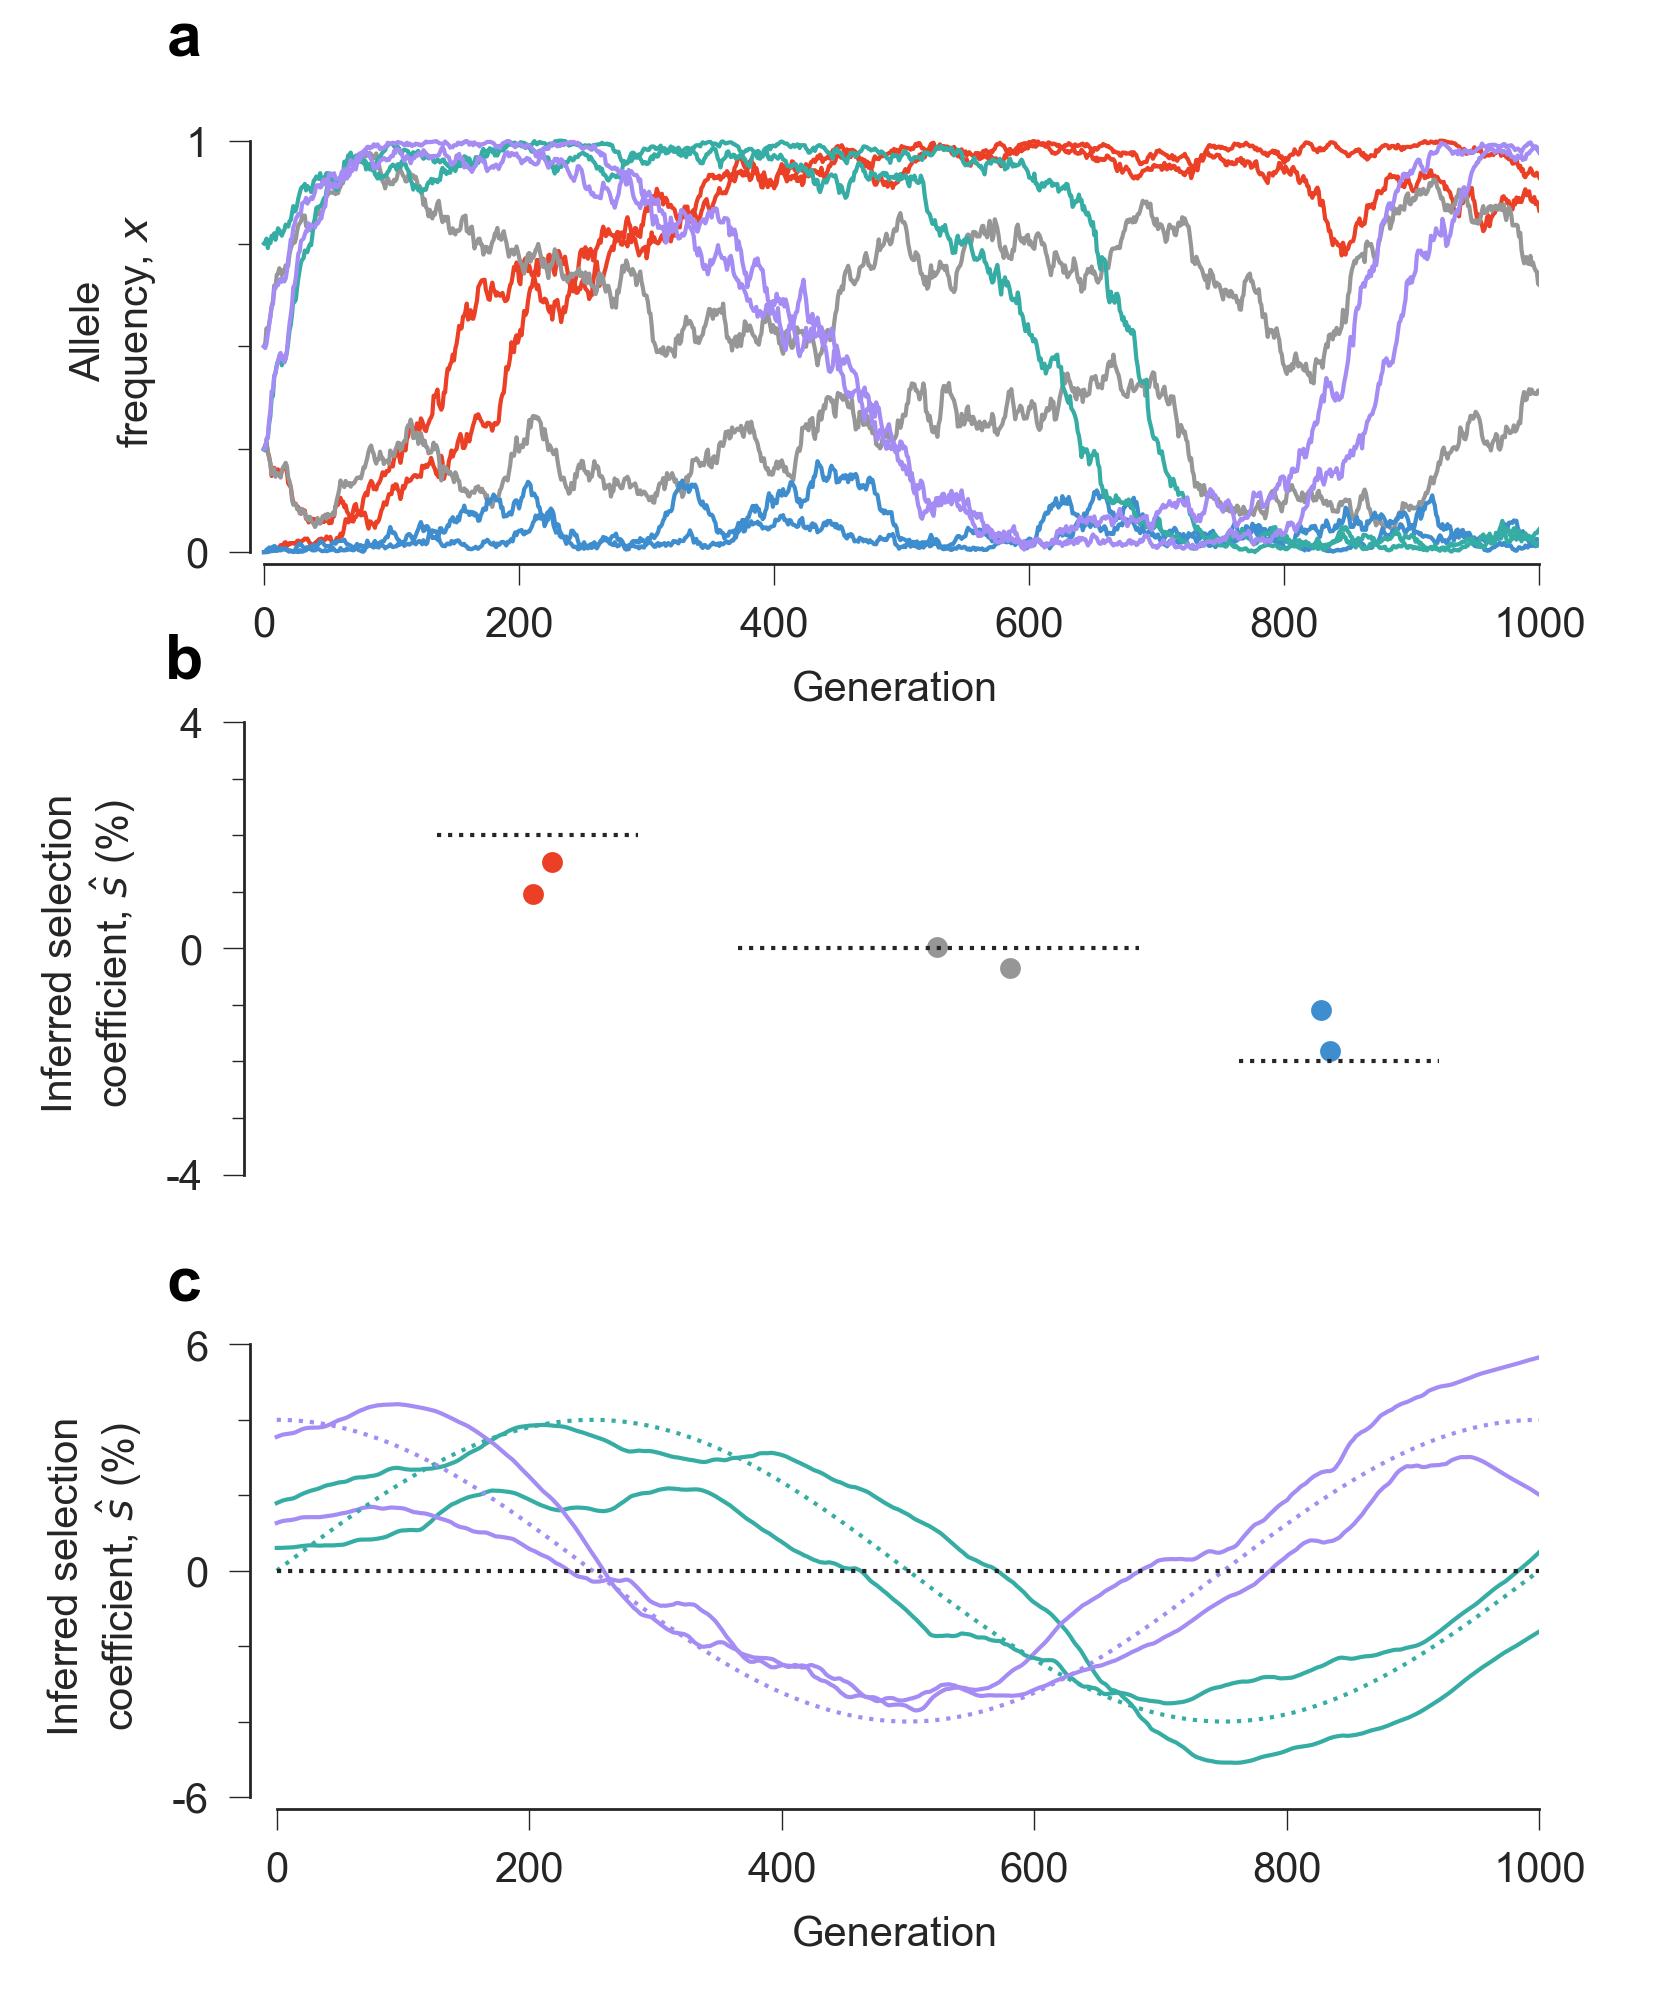 a
1
0
Allele
frequency, x
0 200 400 600 800 1000
Generation
b
4
0
-4
Inferred selection
coefficient, ŝ (%)
c
6
0
-6
Inferred selection
coefficient, ŝ (%)
0 200 400 600 800 1000
Generation